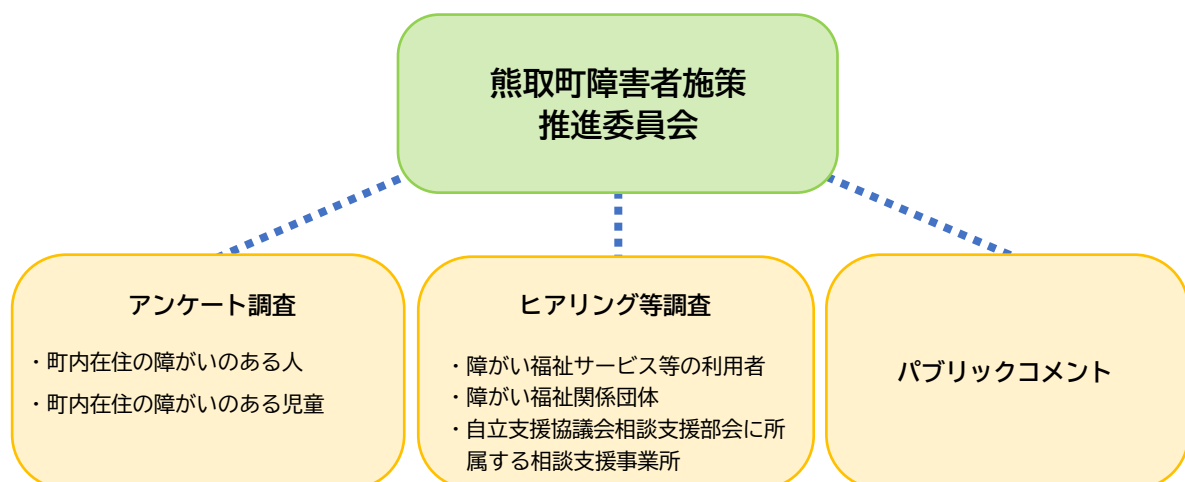 熊取町障害者施策
推進委員会
アンケート調査
・町内在住の障がいのある人
・町内在住の障がいのある児童
ヒアリング等調査
・障がい福祉サービス等の利用者
・障がい福祉関係団体
・自立支援協議会相談支援部会に所
属する相談支援事業所
パブリックコメント